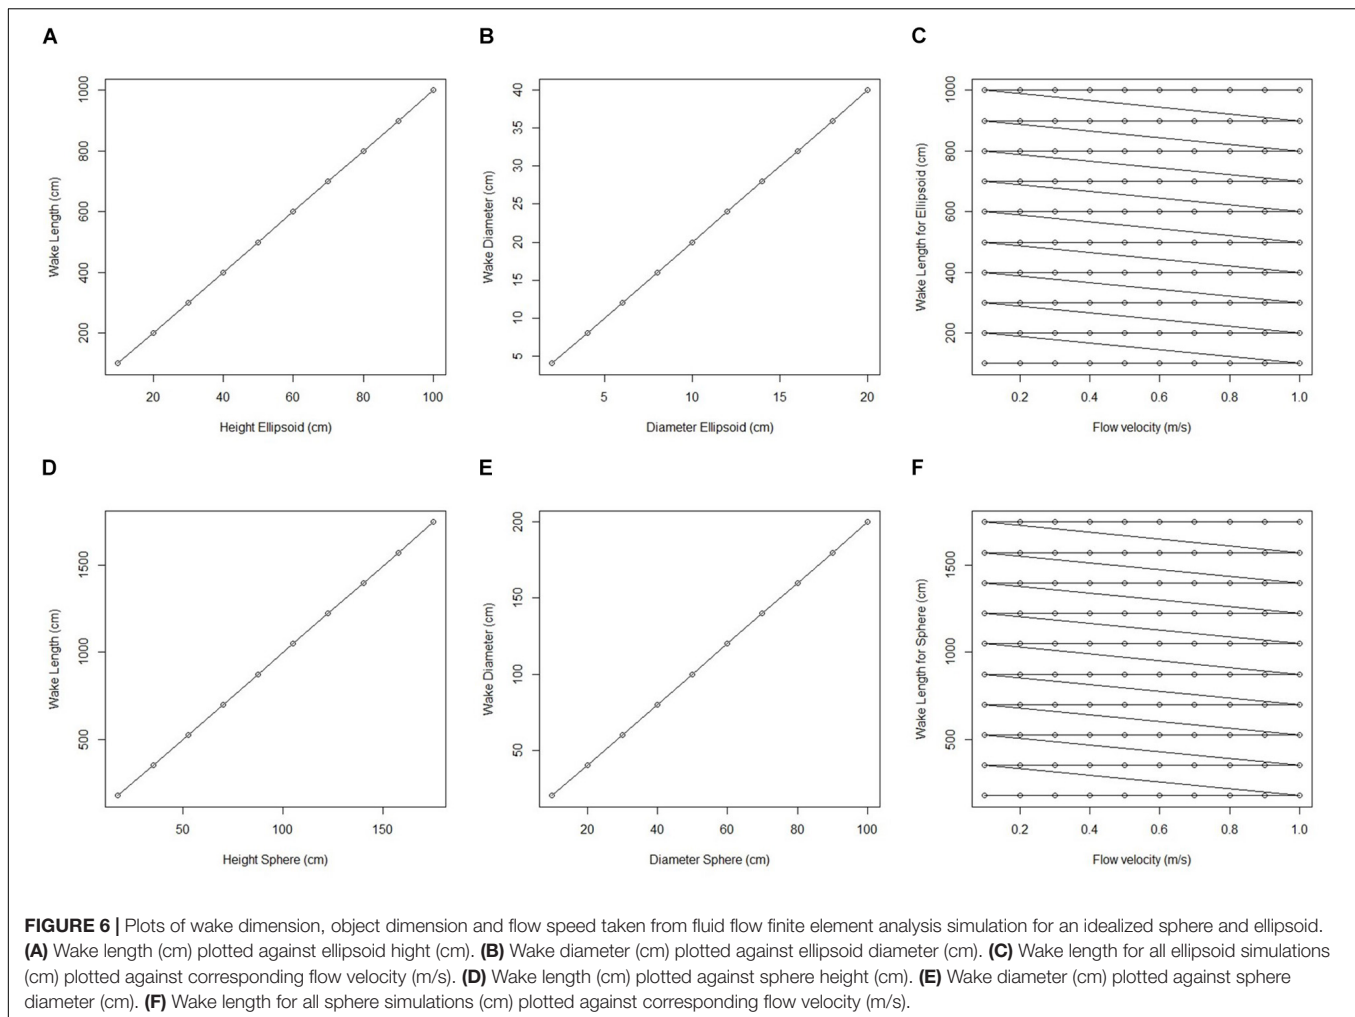 A
B
C
Wake Length (cm)
200
400
600
800
1000
20
40
60
80
100
Height Ellipsoid (cm)
Wake Diameter (cm)
5
10
15
20
25
30
35
40
5
10
15
20
Diameter Ellipsoid (cm)
Wake Length for Ellipsoid (cm)
200
400
600
800
1000
0.2
0.4
0.6
0.8
1.0
Flow velocity (m/s)
D
E
F
Wake Length (cm)
500
1000
1500
50
100
150
Height Sphere (cm)
Wake Diameter (cm)
50
100
150
200
20
40
60
80
100
Diameter Sphere (cm)
Wake Length for Sphere (cm)
500
1000
1500
0.2
0.4
0.6
0.8
1.0
Flow velocity (m/s)
FIGURE 6 | Plots of wake dimension, object dimension and flow speed taken from fluid flow finite element analysis simulation for an idealized sphere and ellipsoid.
(A) Wake length (cm) plotted against ellipsoid hight (cm). (B) Wake diameter (cm) plotted against ellipsoid diameter (cm). (C) Wake length for all ellipsoid simulations
(cm) plotted against corresponding flow velocity (m/s). (D) Wake length (cm) plotted against sphere height (cm). (E) Wake diameter (cm) plotted against sphere
diameter (cm). (F) Wake length for all sphere simulations (cm) plotted against corresponding flow velocity (m/s).